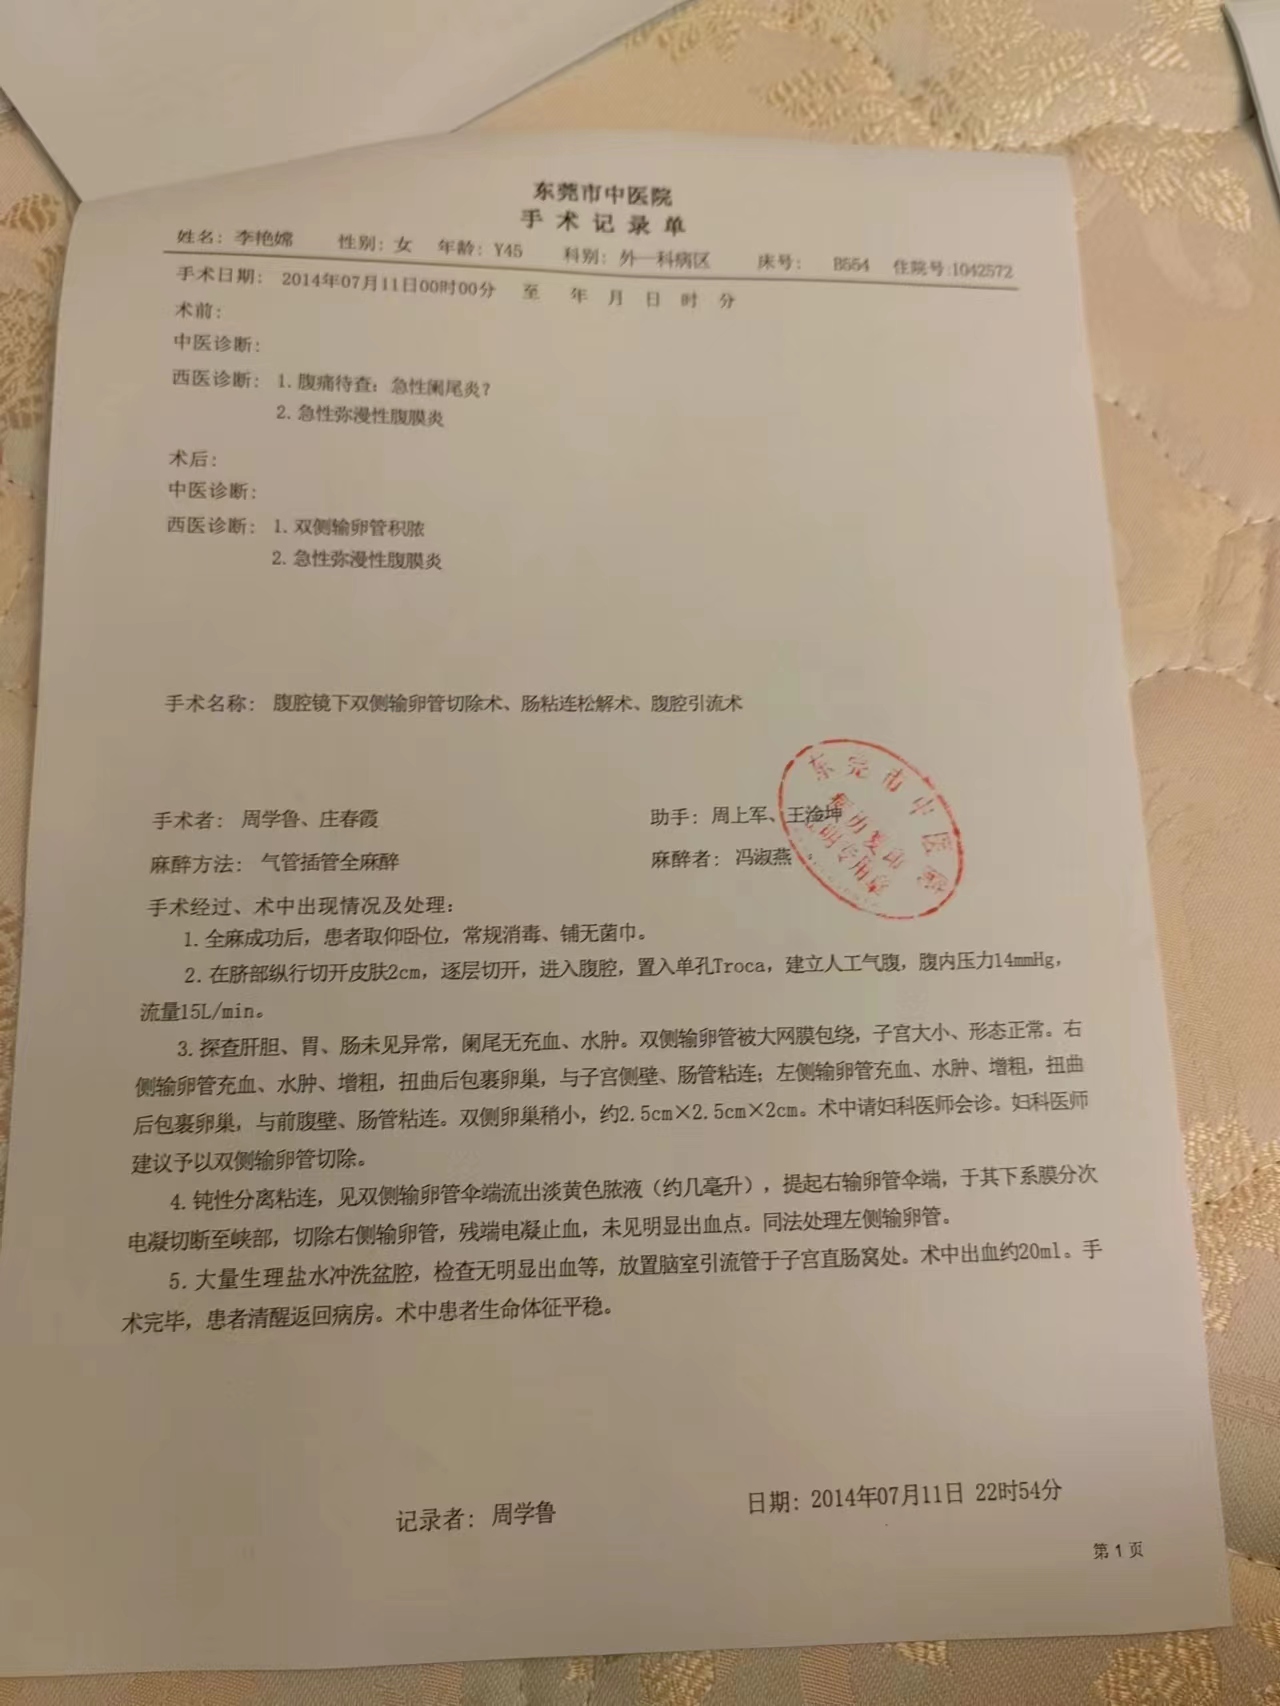 东莞市中医院
手术记录单
姓名：李艳嫦 性别：女 年龄：Y45 科别：外一科病区 床号： B554 住院号:1042572
手术日期： 2014年07月11日00时00分 至 年 月 日 时 分
术前：
中医诊断：
西医诊断： 1.腹痛待查：急性阑尾炎？
2.急性弥漫性腹膜炎
术后：
中医诊断：
西医诊断： 1.双侧输卵管积脓
2.急性弥漫性腹膜炎
手术名称： 腹腔镜下双侧输卵管切除术、肠粘连松解术、腹腔引流术
手术者： 周学鲁、庄春霞 助手：周上军、王淦坤
麻醉方法： 气管插管全麻醉 麻醉者： 冯淑燕
东莞市中医院
病历复印
证明专用章
手术经过、术中出现情况及处理：
1.全麻成功后，患者取仰卧位，常规消毒、铺无菌巾。
2.在脐部纵行切开皮肤2cm，逐层切开，进入腹腔，置入单孔Troca，建立人工气腹，腹内压力14mmHg，
流量15L/min。
3.探查肝胆、胃、肠未见异常，阑尾无充血、水肿。双侧输卵管被大网膜包绕，子宫大小、形态正常。右
侧输卵管充血、水肿、增粗，扭曲后包裹卵巢，与子宫侧壁、肠管粘连；左侧输卵管充血、水肿、增粗，扭曲
后包裹卵巢，与前腹壁、肠管粘连。双侧卵巢稍小，约2.5cm×2.5cm×2cm。术中请妇科医师会诊。妇科医师
建议予以双侧输卵管切除。
4.钝性分离粘连，见双侧输卵管伞端流出淡黄色脓液（约几毫升），提起右输卵管伞端，于其下系膜分次
电凝切断至峡部，切除右侧输卵管，残端电凝止血，未见明显出血点。同法处理左侧输卵管。
5.大量生理盐水冲洗盆腔，检查无明显出血等，放置脑室引流管于子宫直肠窝处。术中出血约20ml。手
术完毕，患者清醒返回病房。术中患者生命体征平稳。
记录者： 周学鲁 日期：2014年07月11日 22时54分
第 1 页